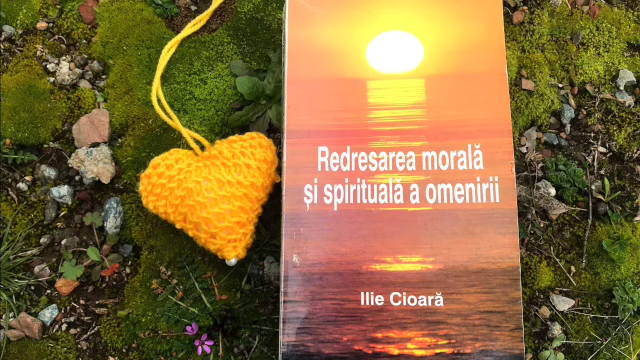 Redresarea morală
și spirituală a omenirii
Ilie Cioară